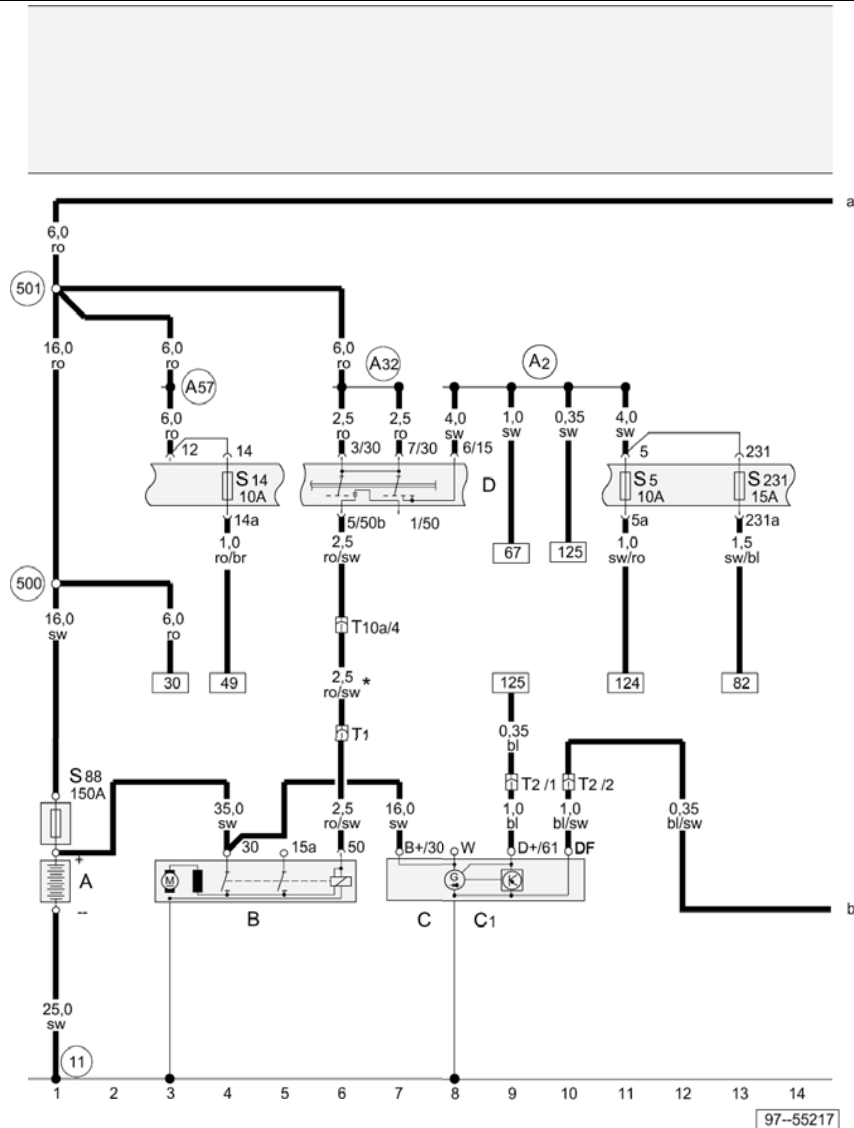 a
6,0
ro
501
16,0
ro
6,0
ro
6,0
ro
A57
A32
A2
6,0
ro
2,5
ro
2,5
ro
4,0
sw
1,0
sw
0,35
sw
4,0
sw
12
14
3/30
7/30
6/15
5
231
S 14
10A
D
S 5
10A
S 231
15A
14a
5/50b
1/50
5a
231a
1,0
ro/br
2,5
ro/sw
67
125
1,0
sw/ro
1,5
sw/bl
500
16,0
sw
6,0
ro
T10a/4
30
49
2,5
ro/sw *
125
124
82
T1
0,35
bl
S 88
150A
T2 /1
T2 /2
35,0
sw
2,5
ro/sw
16,0
sw
1,0
bl
1,0
bl/sw
0,35
bl/sw
30
15a
50
B+/30
W
D+/61
DF
+
A
M
G
K
--
B
C
C1
b
25,0
sw
11
1 2 3 4 5 6 7 8 9 10 11 12 13 14
97--55217